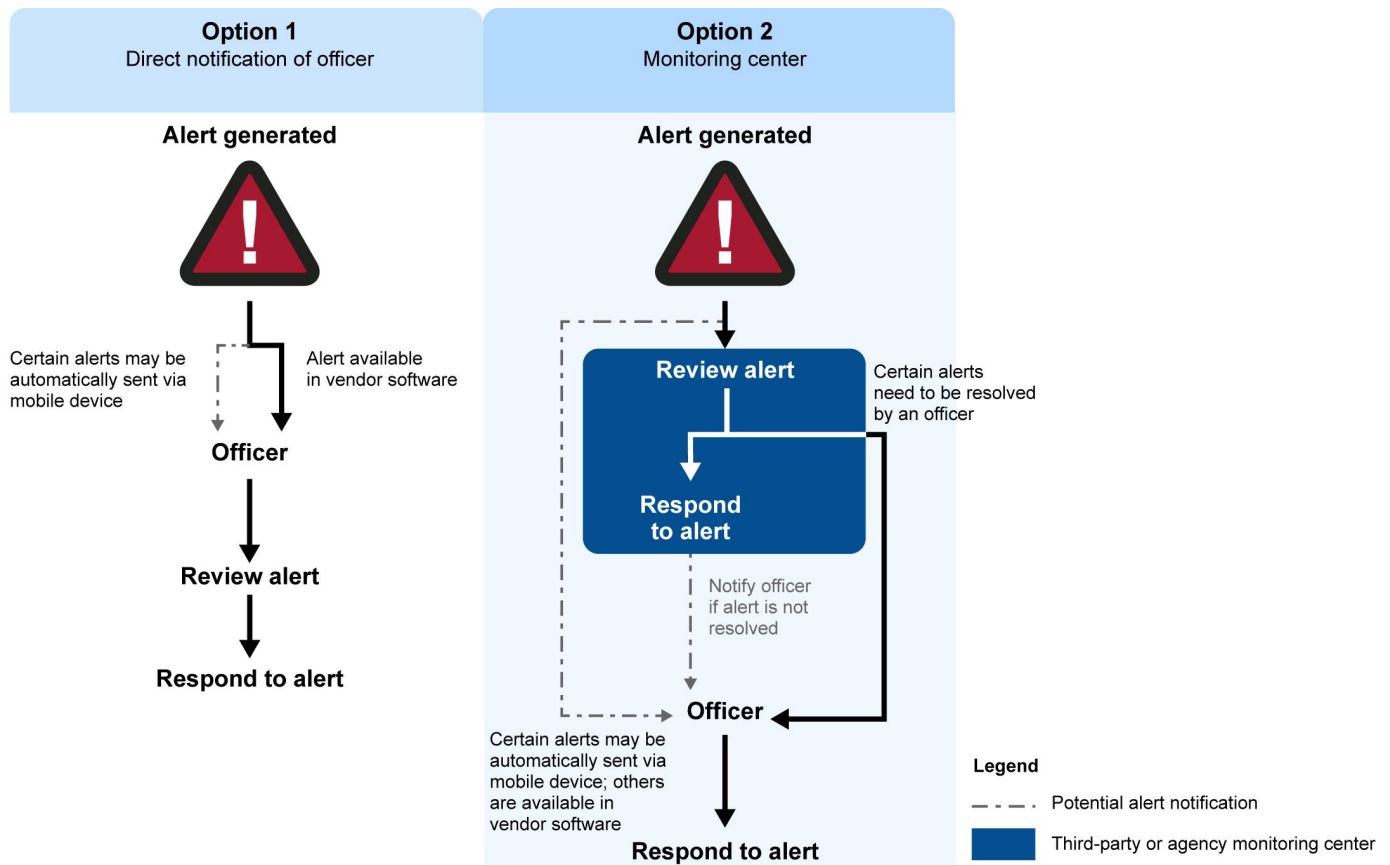 Option 1
Direct notification of officer
Alert generated
!
Certain alerts may be
automatically sent via
mobile device
Alert available
in vendor software
Officer
Review alert
Respond to alert
Option 2
Monitoring center
Alert generated
!
Review alert
Certain alerts
need to be resolved
by an officer
Respond
to alert
Notify officer
if alert is not
resolved
Officer
Certain alerts may be
automatically sent via
mobile device; others
are available in
vendor software
Respond to alert
Legend
Potential alert notification
Third-party or agency monitoring center